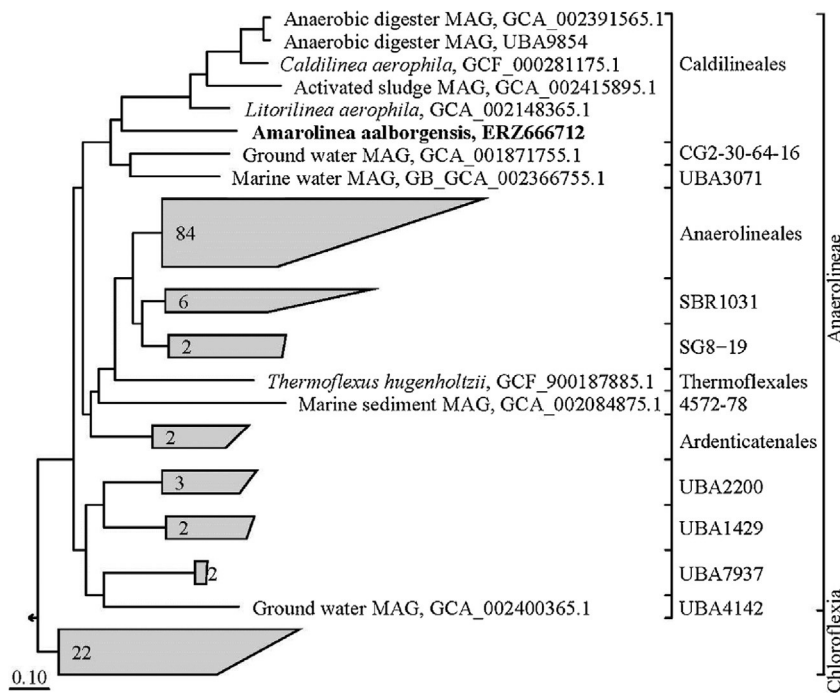 Anaerobic digester MAG, GCA_002391565.1
Anaerobic digester MAG, UBA9854
Caldilinea aerophila, GCF_000281175.1
Caldilineales
Activated sludge MAG, GCA_002415895.1
Litorilinea aerophila, GCA_002148365.1
Amarolinea aalborgensis, ERZ666712
Ground water MAG, GCA_001871755.1
CG2-30-64-16
Marine water MAG, GB_GCA_002366755.1
UBA3071
84
Anaerolineales
Anaerolineae
6
SBR1031
2
SG8−19
Thermoflexus hugenholtzii, GCF_900187885.1
Thermoflexales
Marine sediment MAG, GCA_002084875.1
4572-78
2
Ardenticatenales
3
UBA2200
2
UBA1429
2
UBA7937
Ground water MAG, GCA_002400365.1
UBA4142
22
Chloroflexia
0.10